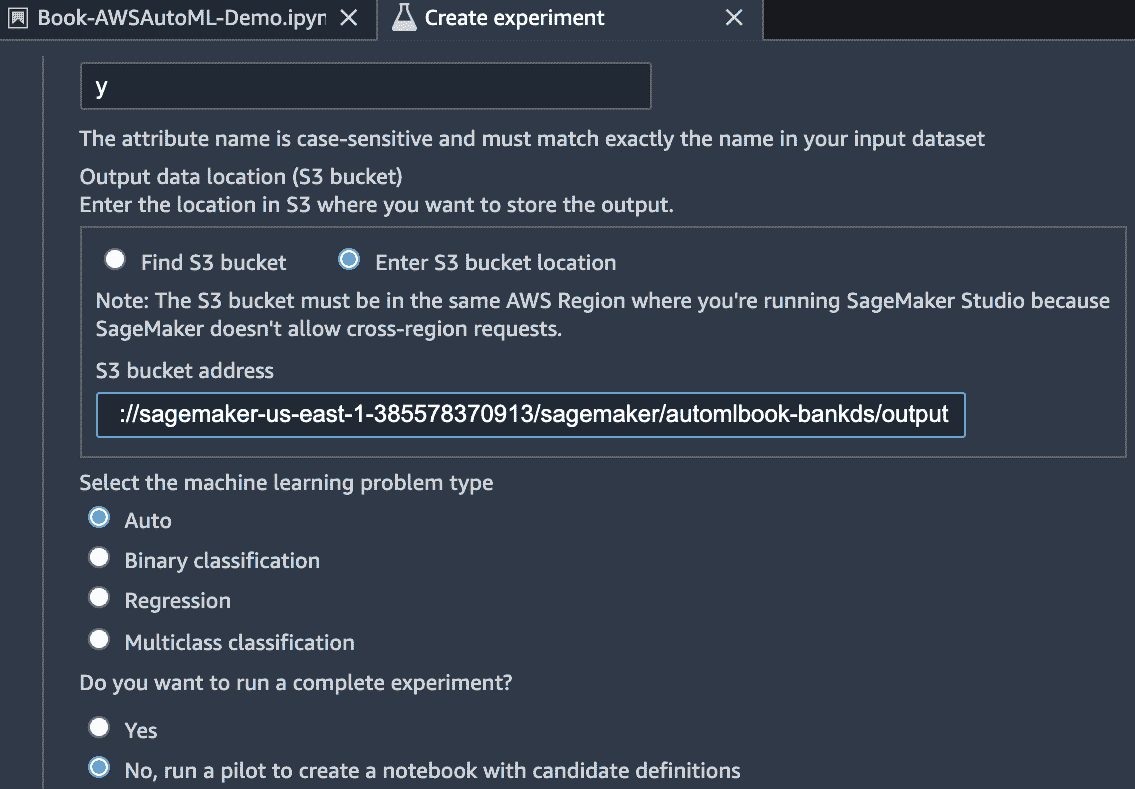 Book-AWSAutoML-Demo.ipyn
Create experiment
y
The attribute name is case-sensitive and must match exactly the name in your input dataset
Output data location (S3 bucket)
Enter the location in S3 where you want to store the output.
Find S3 bucket Enter S3 bucket location
Note: The S3 bucket must be in the same AWS Region where you're running SageMaker Studio because
SageMaker doesn't allow cross-region requests.
S3 bucket address
://sagemaker-us-east-1-385578370913/sagemaker/automlbook-bankds/output
Select the machine learning problem type
Auto
Binary classification
Regression
Multiclass classification
Do you want to run a complete experiment?
Yes
No, run a pilot to create a notebook with candidate definitions